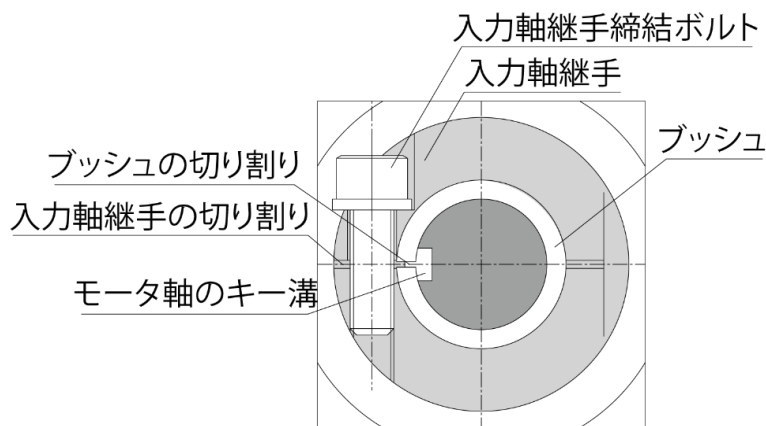 入力軸継手締結ボルト
入力軸継手
ブッシュ
ブッシュの切り割り
入力軸継手の切り割り
モータ軸のキー溝